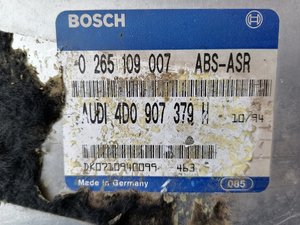 BOSCH
0 265 109 007 ABS-ASR
AUDI 4D0 907 379 H 10/94
DK0710940099 463
Made in Germany 085